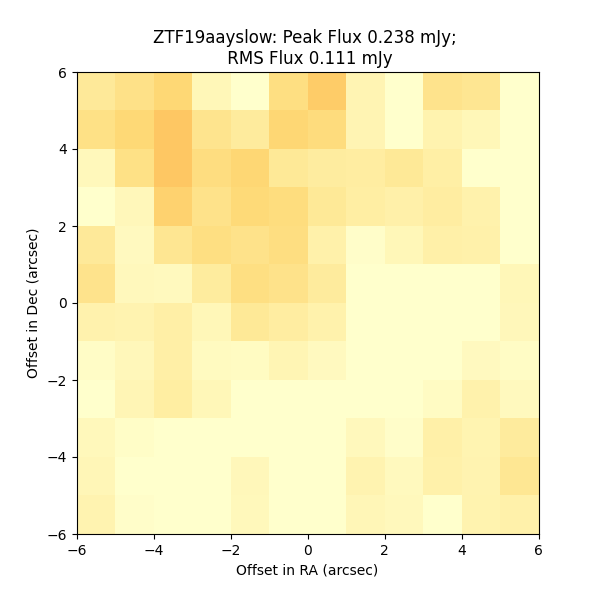 ZTF19aayslow: Peak Flux 0.238 mJy;
RMS Flux 0.111 mJy
6
4
2
0
−2
−4
−6
Offset in Dec (arcsec)
−6 −4 −2 0 2 4 6
Offset in RA (arcsec)